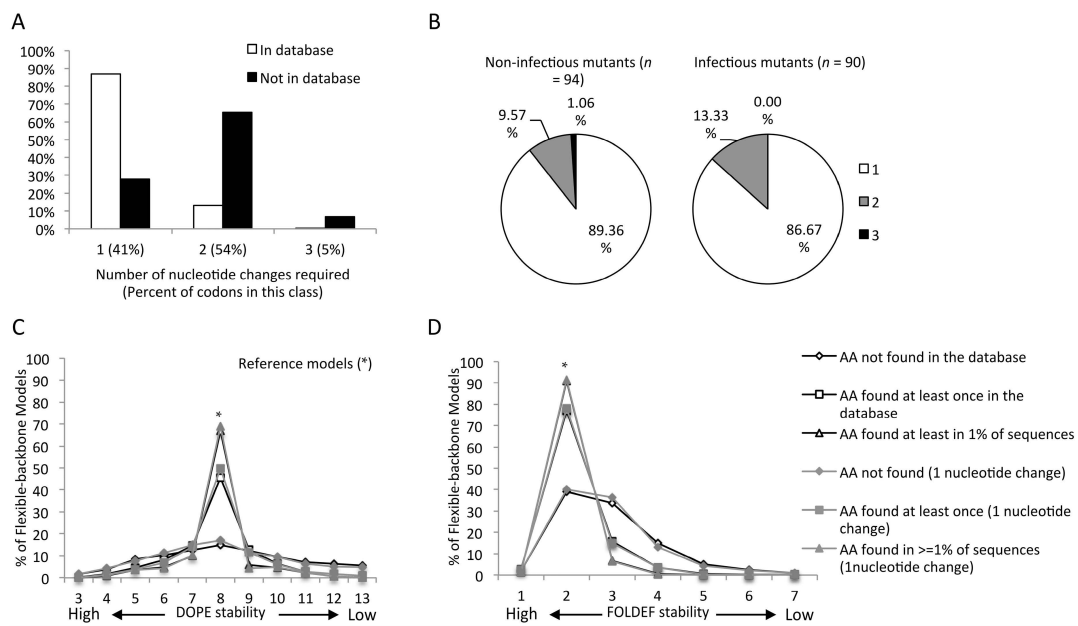 A
100%
90%
80%
70%
60%
50%
40%
30%
20%
10%
0%
In database
Not in database
1 (41%)
2 (54%)
3 (5%)
Number of nucleotide changes required
(Percent of codons in this class)
B
Non-infectious mutants (n
= 94)
Infectious mutants (n = 90)
9.57
%
1.06
%
89.36
%
13.33
%
0.00
%
86.67
%
1
2
3
C
% of Flexible-backbone Models
100
90
80
70
60
50
40
30
20
10
0
Reference models (*)
*
3 4 5 6 7 8 9 10 11 12 13
High
DOPE stability
Low
D
% of Flexible-backbone Models
100
90
80
70
60
50
40
30
20
10
0
*
1 2 3 4 5 6 7
High
FOLDEF stability
Low
AA not found in the database
AA found at least once in the
database
AA found at least in 1% of sequences
AA not found (1 nucleotide change)
AA found at least once (1 nucleotide
change)
AA found in >=1% of sequences
(1nucleotide change)